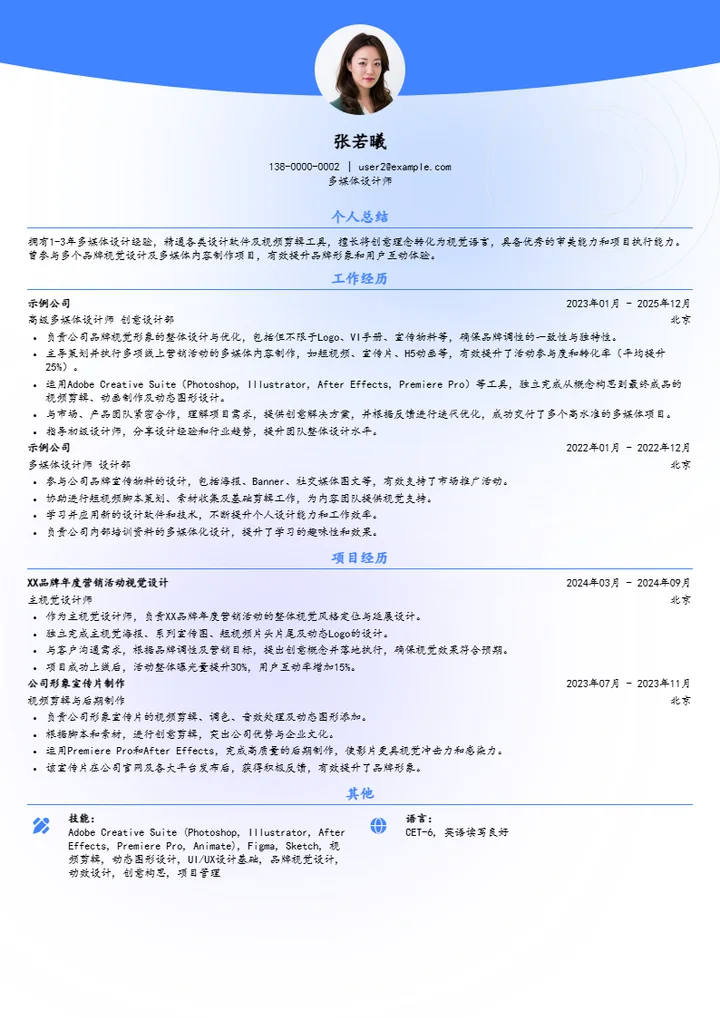 张若曦
138-0000-0002 | user2@example.com
多媒体设计师
个人总结
拥有1-3年多媒体设计经验，精通各类设计软件及视频剪辑工具，擅长将创意理念转化为视觉语言，具备优秀的审美能力和项目执行能力。
曾参与多个品牌视觉设计及多媒体内容制作项目，有效提升品牌形象和用户互动体验。
工作经历
示例公司 2023年01月 - 2025年12月
高级多媒体设计师 创意设计部 北京
• 负责公司品牌视觉形象的整体设计与优化，包括但不限于Logo、VI手册、宣传物料等，确保品牌调性的一致性与独特性。
• 主导策划并执行多项线上营销活动的多媒体内容制作，如短视频、宣传片、H5动画等，有效提升了活动参与度和转化率（平均提升
25%）。
• 运用Adobe Creative Suite (Photoshop, Illustrator, After Effects, Premiere Pro) 等工具，独立完成从概念构思到最终成品的
视频剪辑、动画制作及动态图形设计。
• 与市场、产品团队紧密合作，理解项目需求，提供创意解决方案，并根据反馈进行迭代优化，成功交付了多个高水准的多媒体项目。
• 指导初级设计师，分享设计经验和行业趋势，提升团队整体设计水平。
示例公司 2022年01月 - 2022年12月
多媒体设计师 设计部 北京
• 参与公司品牌宣传物料的设计，包括海报、Banner、社交媒体图文等，有效支持了市场推广活动。
• 协助进行短视频脚本策划、素材收集及基础剪辑工作，为内容团队提供视觉支持。
• 学习并应用新的设计软件和技术，不断提升个人设计能力和工作效率。
• 负责公司内部培训资料的多媒体化设计，提升了学习的趣味性和效果。
项目经历
XX品牌年度营销活动视觉设计 2024年03月 - 2024年09月
主视觉设计师 北京
• 作为主视觉设计师，负责XX品牌年度营销活动的整体视觉风格定位与延展设计。
• 独立完成主视觉海报、系列宣传图、短视频片头片尾及动态Logo的设计。
• 与客户沟通需求，根据品牌调性及营销目标，提出创意概念并落地执行，确保视觉效果符合预期。
• 项目成功上线后，活动整体曝光量提升30%，用户互动率增加15%。
公司形象宣传片制作 2023年07月 - 2023年11月
视频剪辑与后期制作 北京
• 负责公司形象宣传片的视频剪辑、调色、音效处理及动态图形添加。
• 根据脚本和素材，进行创意剪辑，突出公司优势与企业文化。
• 运用Premiere Pro和After Effects，完成高质量的后期制作，使影片更具视觉冲击力和感染力。
• 该宣传片在公司官网及各大平台发布后，获得积极反馈，有效提升了品牌形象。
其他
技能：
Adobe Creative Suite (Photoshop, Illustrator, After
Effects, Premiere Pro, Animate), Figma, Sketch, 视
频剪辑, 动态图形设计, UI/UX设计基础, 品牌视觉设计,
动效设计, 创意构思, 项目管理
语言：
CET-6, 英语读写良好